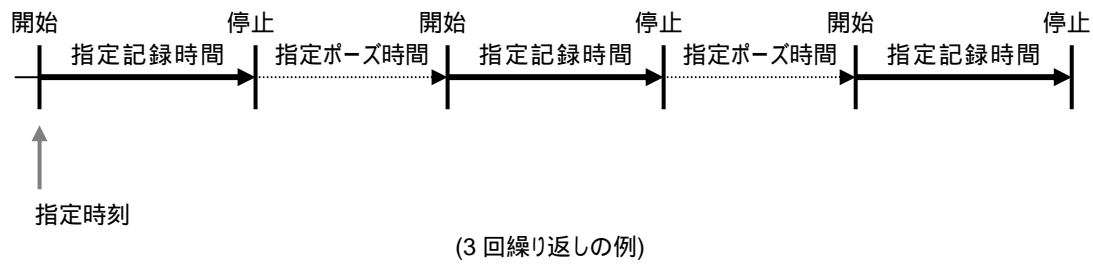 開始 停止 開始 停止 開始 停止
指定記録時間 指定ポーズ時間 指定記録時間 指定ポーズ時間 指定記録時間
指定時刻
(3 回繰り返しの例)